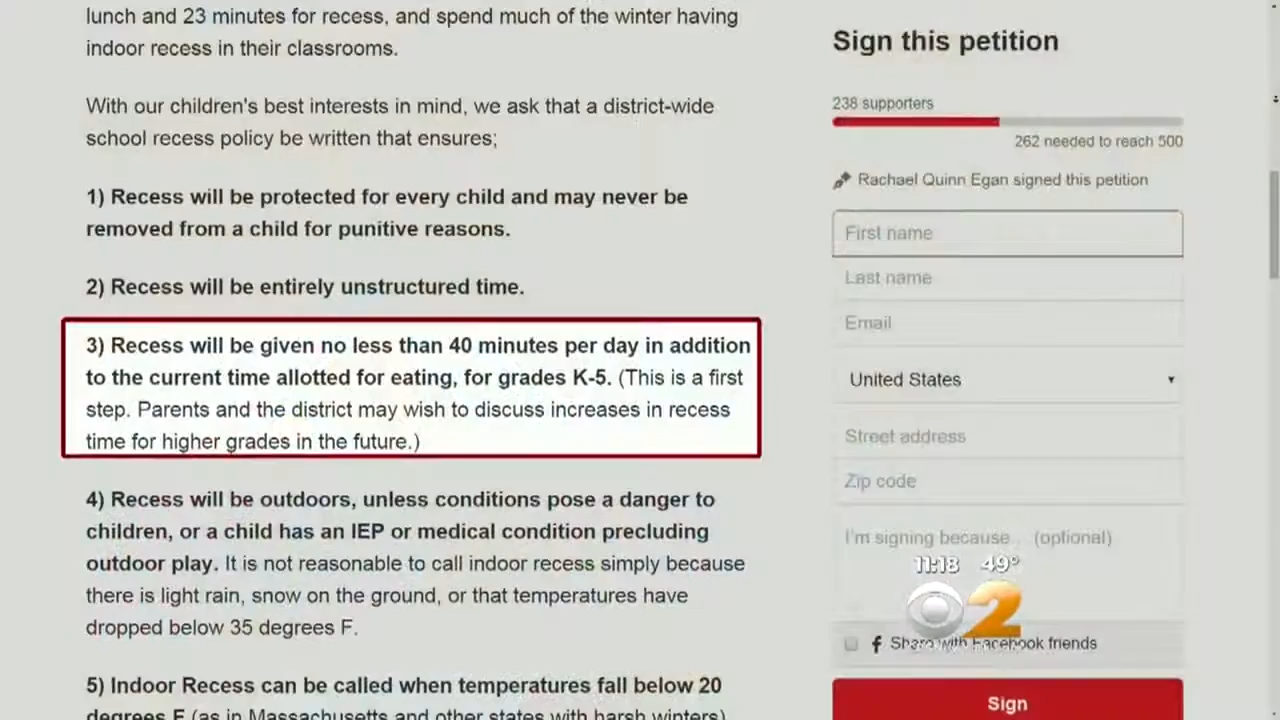 lunch and 23 minutes for recess, and spend much of the winter having
indoor recess in their classrooms.
With our children's best interests in mind, we ask that a district-wide
school recess policy be written that ensures;
1) Recess will be protected for every child and may never be
removed from a child for punitive reasons.
2) Recess will be entirely unstructured time.
3) Recess will be given no less than 40 minutes per day in addition
to the current time allotted for eating, for grades K-5. (This is a first
step. Parents and the district may wish to discuss increases in recess
time for higher grades in the future.)
4) Recess will be outdoors, unless conditions pose a danger to
children, or a child has an IEP or medical condition precluding
outdoor play. It is not reasonable to call indoor recess simply because
there is light rain, snow on the ground, or that temperatures have
dropped below 35 degrees F.
5) Indoor Recess can be called when temperatures fall below 20
degrees F (as in Massachusetts and other states with harsh winters)
Sign this petition
238 supporters
262 needed to reach 500
Rachael Quinn Egan signed this petition
First name
Last name
Email
United States
Street address
Zip code
I'm signing because... (optional)
11:18 49°
2
Share with Facebook friends
Sign